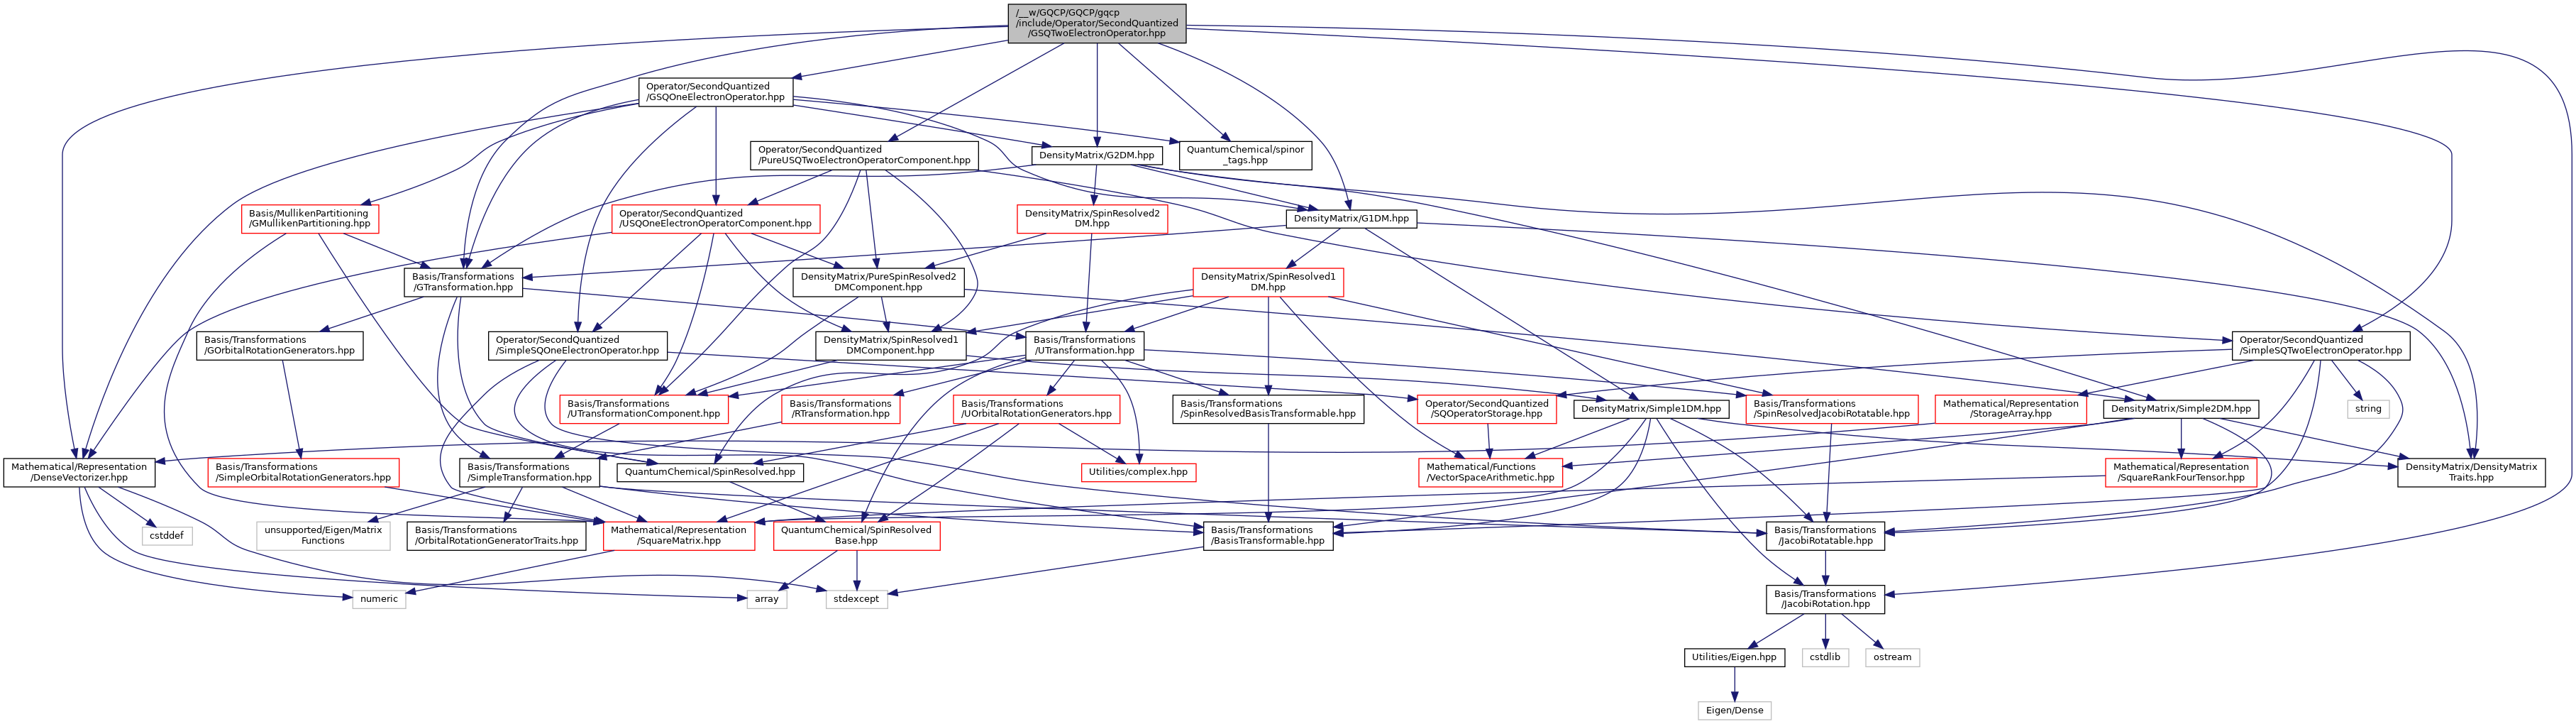 /__w/GQCP/GQCP/gqcp
/include/Operator/SecondQuantized
/GSQTwoElectronOperator.hpp
Operator/SecondQuantized
/GSQOneElectronOperator.hpp
Operator/SecondQuantized
/PureUSQTwoElectronOperatorComponent.hpp
DensityMatrix/G2DM.hpp
QuantumChemical/spinor
_tags.hpp
Basis/MullikenPartitioning
/GMullikenPartitioning.hpp
Operator/SecondQuantized
/USQOneElectronOperatorComponent.hpp
DensityMatrix/SpinResolved2
DM.hpp
DensityMatrix/G1DM.hpp
Basis/Transformations
/GTransformation.hpp
DensityMatrix/PureSpinResolved2
DMComponent.hpp
DensityMatrix/SpinResolved1
DM.hpp
Basis/Transformations
/GOrbitalRotationGenerators.hpp
Operator/SecondQuantized
/SimpleSQOneElectronOperator.hpp
DensityMatrix/SpinResolved1
DMComponent.hpp
Basis/Transformations
/UTransformation.hpp
Operator/SecondQuantized
/SimpleSQTwoElectronOperator.hpp
Basis/Transformations
/UTransformationComponent.hpp
Basis/Transformations
/RTransformation.hpp
Basis/Transformations
/UOrbitalRotationGenerators.hpp
Basis/Transformations
/SpinResolvedBasisTransformable.hpp
Operator/SecondQuantized
/SQOperatorStorage.hpp
DensityMatrix/Simple1DM.hpp
Basis/Transformations
/SpinResolvedJacobiRotatable.hpp
Mathematical/Representation
/StorageArray.hpp
DensityMatrix/Simple2DM.hpp
string
Mathematical/Representation
/DenseVectorizer.hpp
Basis/Transformations
/SimpleOrbitalRotationGenerators.hpp
Basis/Transformations
/SimpleTransformation.hpp
QuantumChemical/SpinResolved.hpp
Utilities/complex.hpp
Mathematical/Functions
/VectorSpaceArithmetic.hpp
Mathematical/Representation
/SquareRankFourTensor.hpp
DensityMatrix/DensityMatrix
Traits.hpp
cstddef
unsupported/Eigen/Matrix
Functions
Basis/Transformations
/OrbitalRotationGeneratorTraits.hpp
Mathematical/Representation
/SquareMatrix.hpp
QuantumChemical/SpinResolved
Base.hpp
Basis/Transformations
/BasisTransformable.hpp
Basis/Transformations
/JacobiRotatable.hpp
numeric
array
stdexcept
Basis/Transformations
/JacobiRotation.hpp
Utilities/Eigen.hpp
cstdlib
ostream
Eigen/Dense